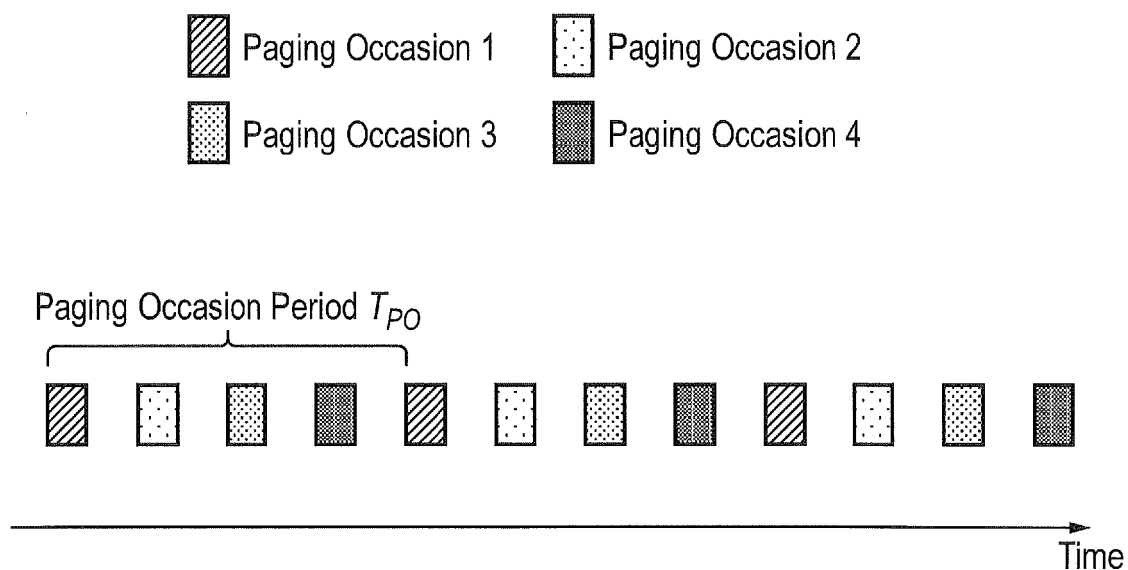 Paging Occasion 1 Paging Occasion 2
Paging Occasion 3 Paging Occasion 4
Paging Occasion Period T_PO
Time